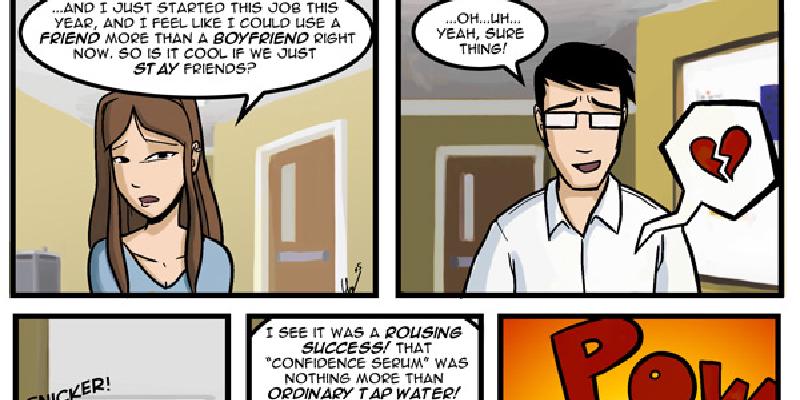 ...AND I JUST STARTED THIS JOB THIS
YEAR, AND I FEEL LIKE I COULD USE A
FRIEND MORE THAN A BOYFRIEND RIGHT
NOW. SO IS IT COOL IF WE JUST
STAY FRIENDS?
...OH...UH...
YEAH, SURE
THING!
I SEE IT WAS A ROUSING
SUCCESS! THAT
"CONFIDENCE SERUM" WAS
NOTHING MORE THAN
ORDINARY TAP WATER!
POW